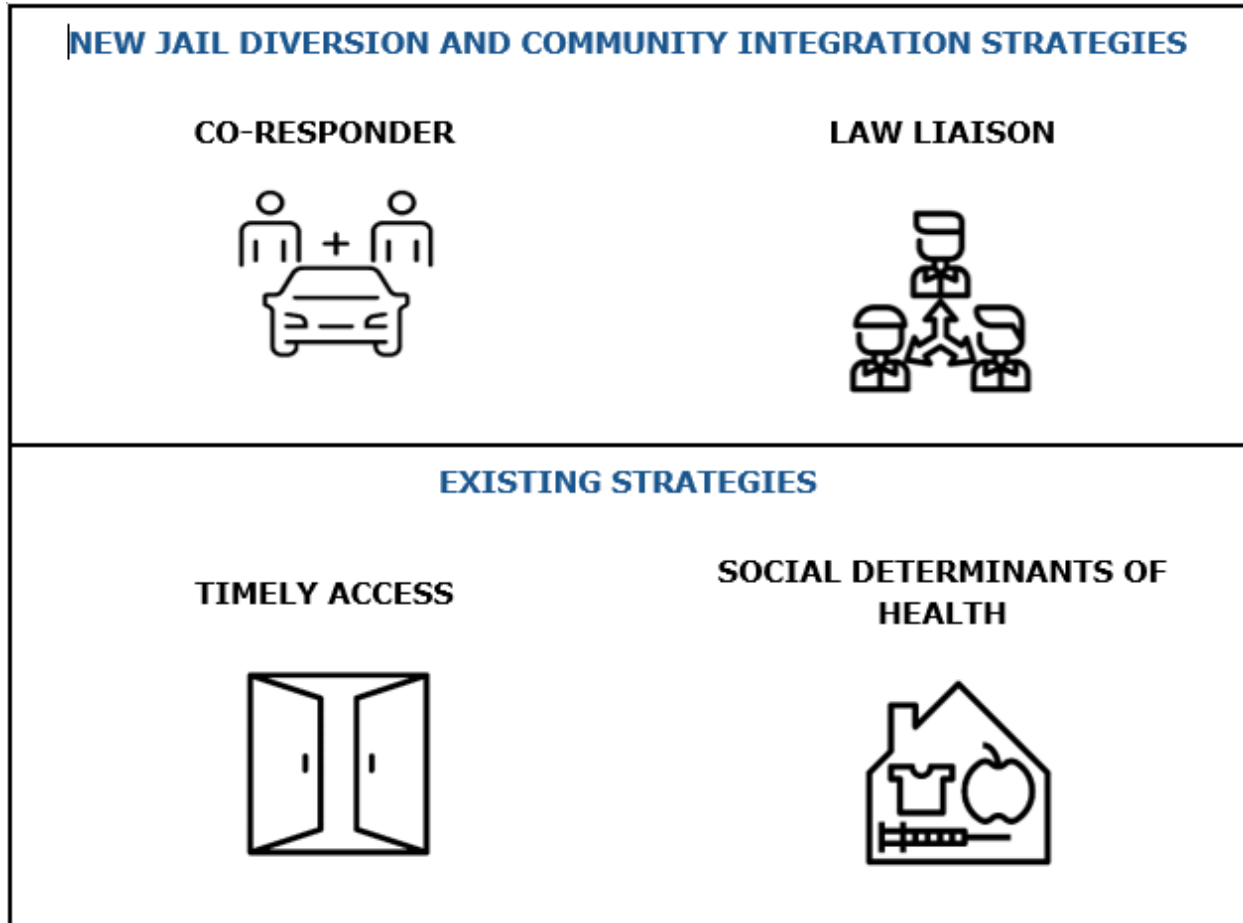 NEW JAIL DIVERSION AND COMMUNITY INTEGRATION STRATEGIES
CO-RESPONDER
LAW LIAISON
EXISTING STRATEGIES
TIMELY ACCESS
SOCIAL DETERMINANTS OF
HEALTH